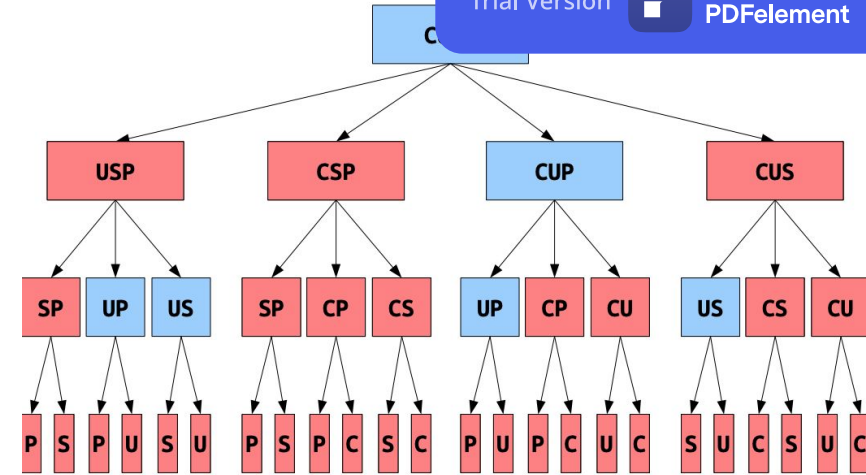 Trial Version
PDFelement
USP CSP CUP CUS
SP UP US SP CP CS UP CP CU US CS CU
P S P U S U P S P C S C P U P C U C S U C S U C